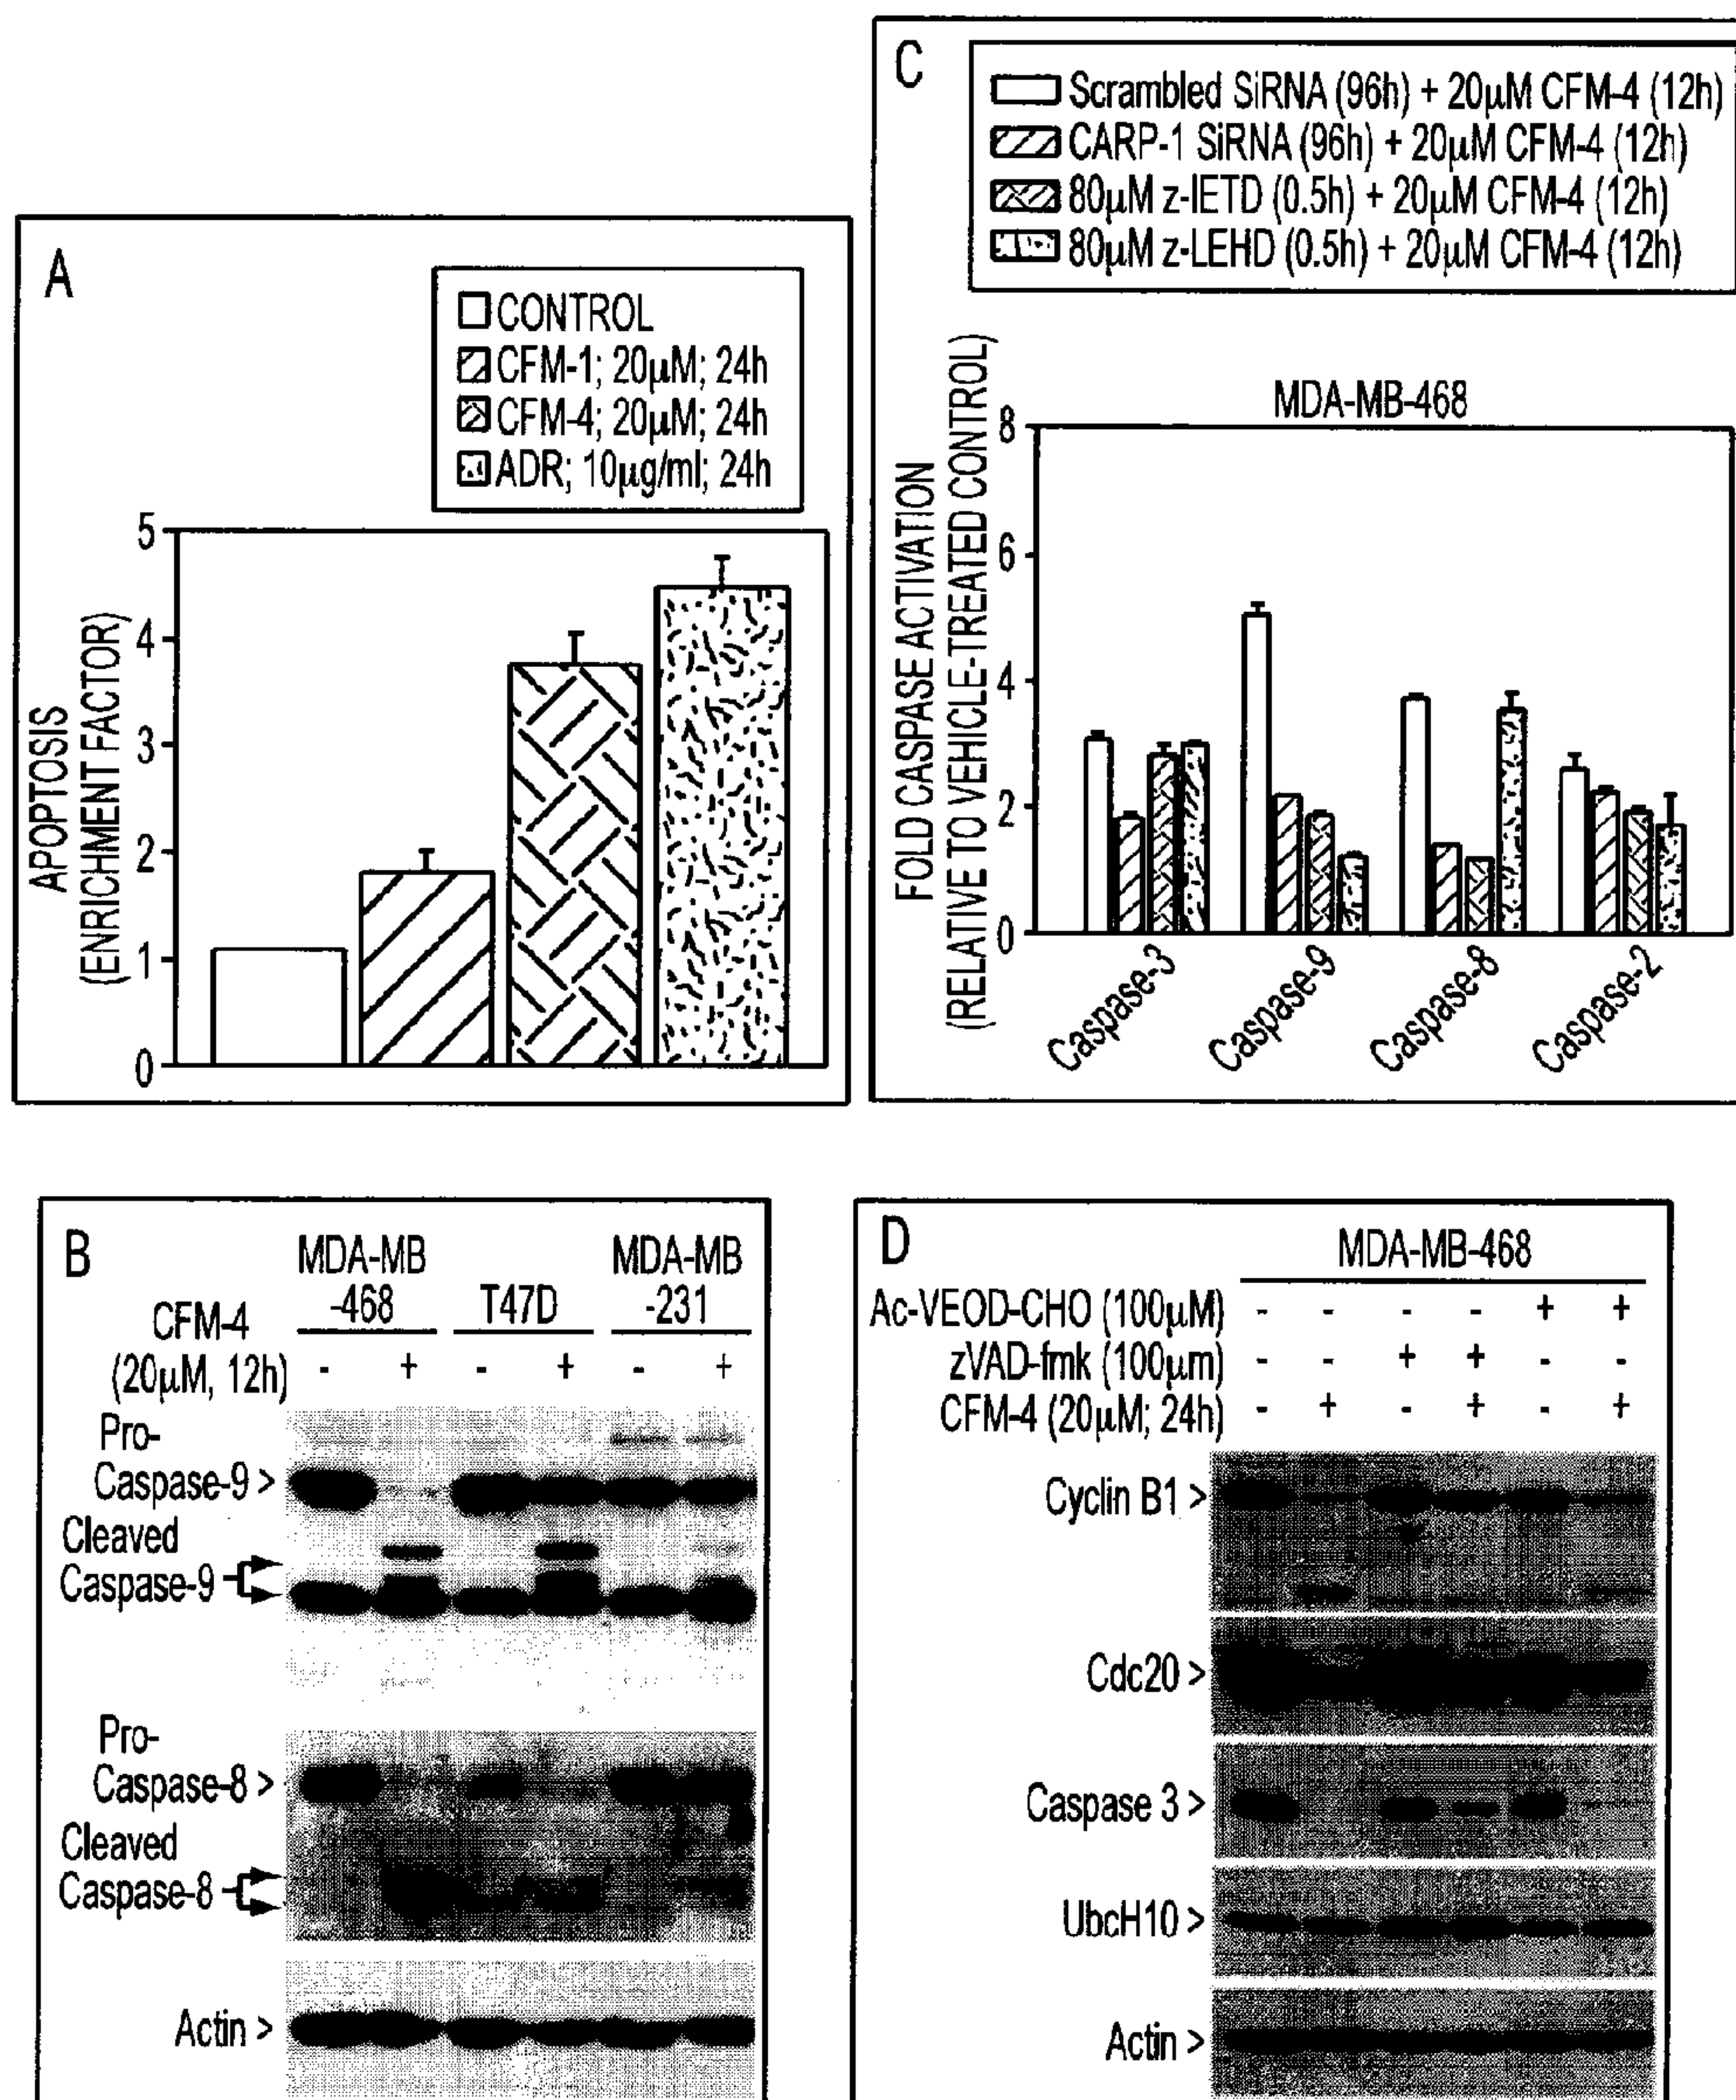 A
CONTROL
CFM-1; 20µM; 24h
CFM-4; 20µM; 24h
ADR; 10µg/ml; 24h
APOPTOSIS
(ENRICHMENT FACTOR)
5
4
3
2
1
0
C
Scrambled SiRNA (96h) + 20µM CFM-4 (12h)
CARP-1 SiRNA (96h) + 20µM CFM-4 (12h)
80µM z-IETD (0.5h) + 20µM CFM-4 (12h)
80µM z-LEHD (0.5h) + 20µM CFM-4 (12h)
MDA-MB-468
FOLD CASPASE ACTIVATION
(RELATIVE TO VEHICLE-TREATED CONTROL)
8
6
4
2
0
Caspase-3
Caspase-9
Caspase-8
Caspase-2
B
MDA-MB
-468
T47D
MDA-MB
-231
CFM-4
(20µM, 12h)
- + - + - +
Pro-
Caspase-9 >
Cleaved
Caspase-9
Pro-
Caspase-8 >
Cleaved
Caspase-8
Actin >
D
MDA-MB-468
Ac-VEOD-CHO (100µM) - - - - + +
zVAD-fmk (100µm) - - + + - -
CFM-4 (20µM; 24h) - + - + - +
Cyclin B1 >
Cdc20 >
Caspase 3 >
UbcH10 >
Actin >